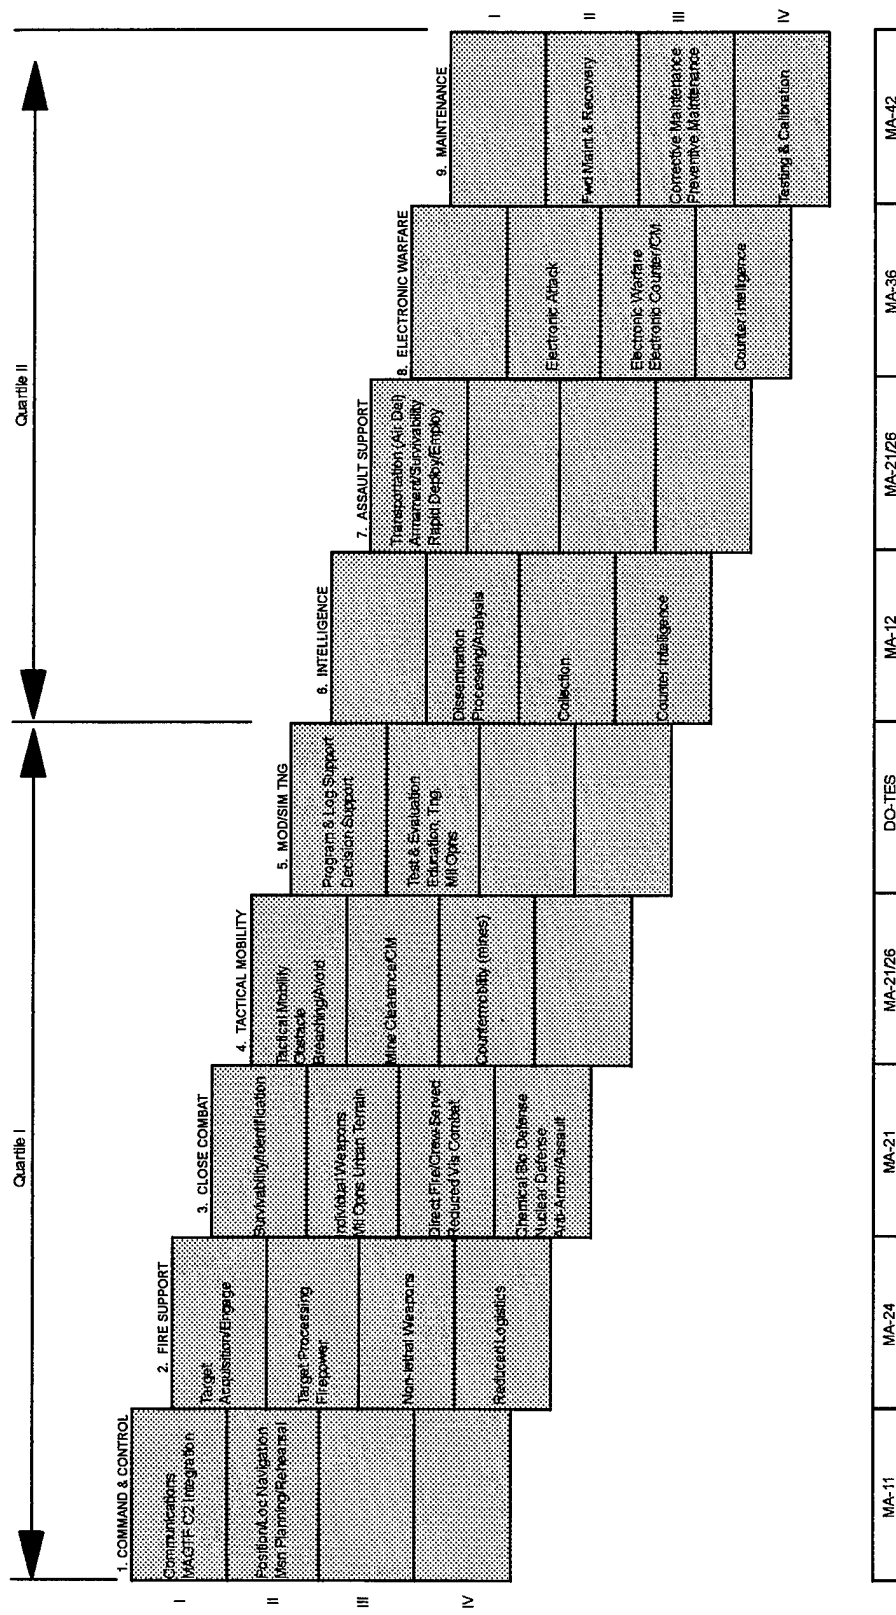 Quartile I
Quartile II
1. COMMAND & CONTROL
Communications
MAGTF C2 Integration
Position/Loc Navigation
Msn Planning/Rehearsal
2. FIRE SUPPORT
Target
Acquisition/Engage
Target Processing
Firepower
Non-lethal Weapons
Reduced Logistics
3. CLOSE COMBAT
Survivability/Identification
Individual Weapons
Mil Opns Urban Terrain
Direct Fire/Crew-Served
Reduced Vis Combat
Chemical Bio Defense
Nuclear Defense
Anti-Armor/Assault
4. TACTICAL MOBILITY
Tactical Mobility
Obstacle
Breaching/Avoid
Mine Clearance/CM
Countermobility (mines)
5. MOD/SIM TNG
Program & Log Support
Decision Support
Test & Evaluation
Education, Tng,
Mil Opns
6. INTELLIGENCE
Dissemination
Processing/Analysis
Collection
Counter Intelligence
7. ASSAULT SUPPORT
Transportation (Air Del)
Armament/Survivability
Rapid Deploy/Employ
8. ELECTRONIC WARFARE
Electronic Attack
Electronic Warfare
Electronic Counter/CM
Counter Intelligence
9. MAINTENANCE
Fwd Maint & Recovery
Corrective Maintenance
Preventive Maintenance
Testing & Calibration
I
II
III
IV
I
II
III
IV
MA-11
MA-24
MA-21
MA-21/26
DO-TES
MA-12
MA-21/26
MA-36
MA-42